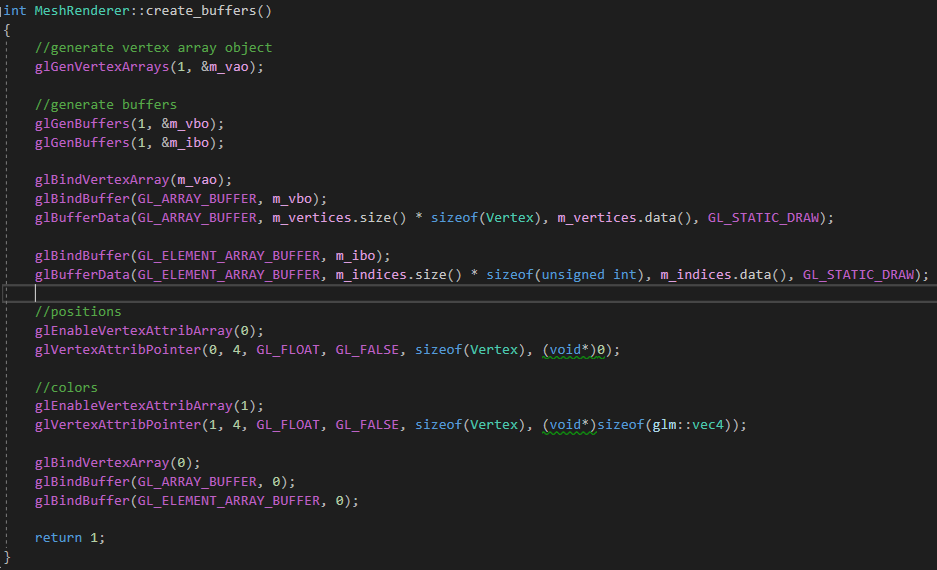 int MeshRenderer::create_buffers()
{
//generate vertex array object
glGenVertexArrays(1, &m_vao);
//generate buffers
glGenBuffers(1, &m_vbo);
glGenBuffers(1, &m_ibo);
glBindVertexArray(m_vao);
glBindBuffer(GL_ARRAY_BUFFER, m_vbo);
glBufferData(GL_ARRAY_BUFFER, m_vertices.size() * sizeof(Vertex), m_vertices.data(), GL_STATIC_DRAW);
glBindBuffer(GL_ELEMENT_ARRAY_BUFFER, m_ibo);
glBufferData(GL_ELEMENT_ARRAY_BUFFER, m_indices.size() * sizeof(unsigned int), m_indices.data(), GL_STATIC_DRAW);
//positions
glEnableVertexAttribArray(0);
glVertexAttribPointer(0, 4, GL_FLOAT, GL_FALSE, sizeof(Vertex), (void*)0);
//colors
glEnableVertexAttribArray(1);
glVertexAttribPointer(1, 4, GL_FLOAT, GL_FALSE, sizeof(Vertex), (void*)sizeof(glm::vec4));
glBindVertexArray(0);
glBindBuffer(GL_ARRAY_BUFFER, 0);
glBindBuffer(GL_ELEMENT_ARRAY_BUFFER, 0);
return 1;
}